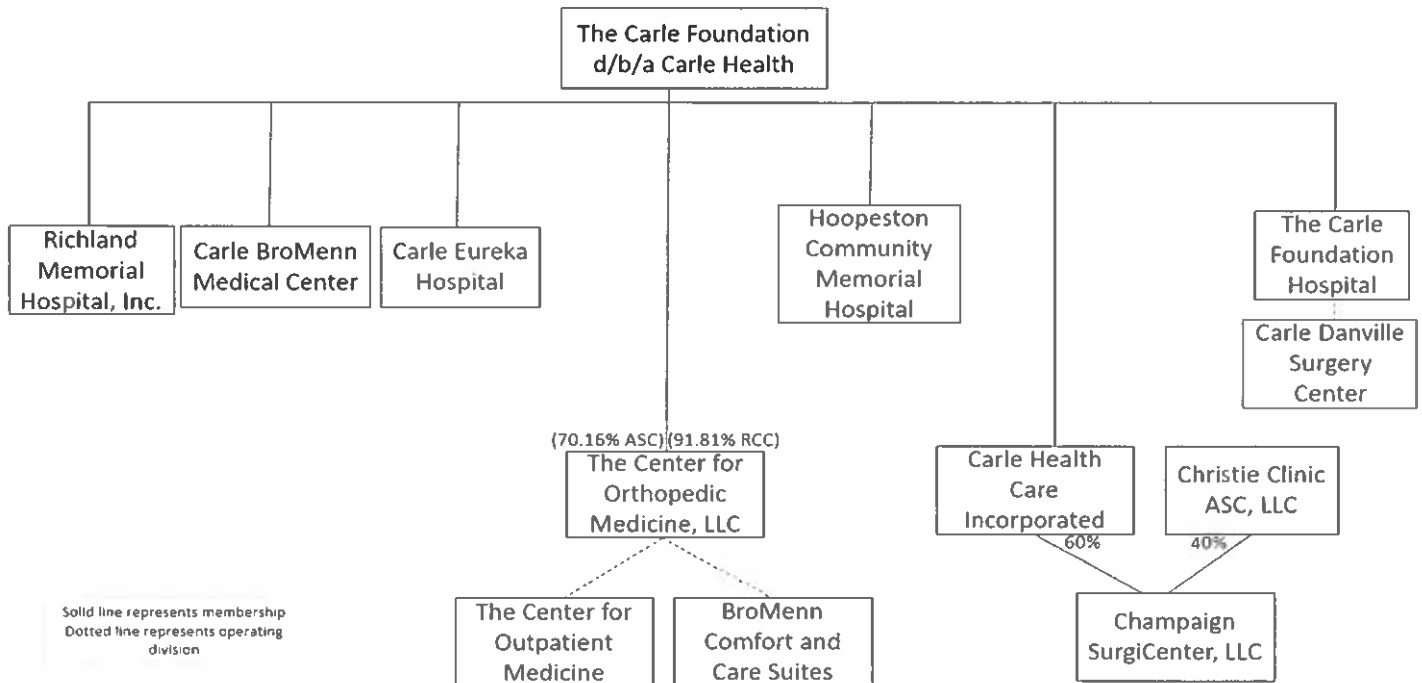 The Carle Foundation
d/b/a Carle Health
Richland
Memorial
Hospital, Inc.
Carle BroMenn
Medical Center
Carle Eureka
Hospital
Hoopeston
Community
Memorial
Hospital
The Carle
Foundation
Hospital
Carle Danville
Surgery
Center
(70.16% ASC) (91.81% RCC)
The Center for
Orthopedic
Medicine, LLC
Carle Health
Care
Incorporated
Christie Clinic
ASC, LLC
60%
40%
The Center for
Outpatient
Medicine
BroMenn
Comfort and
Care Suites
Champaign
SurgiCenter, LLC
Solid line represents membership
Dotted line represents operating
division